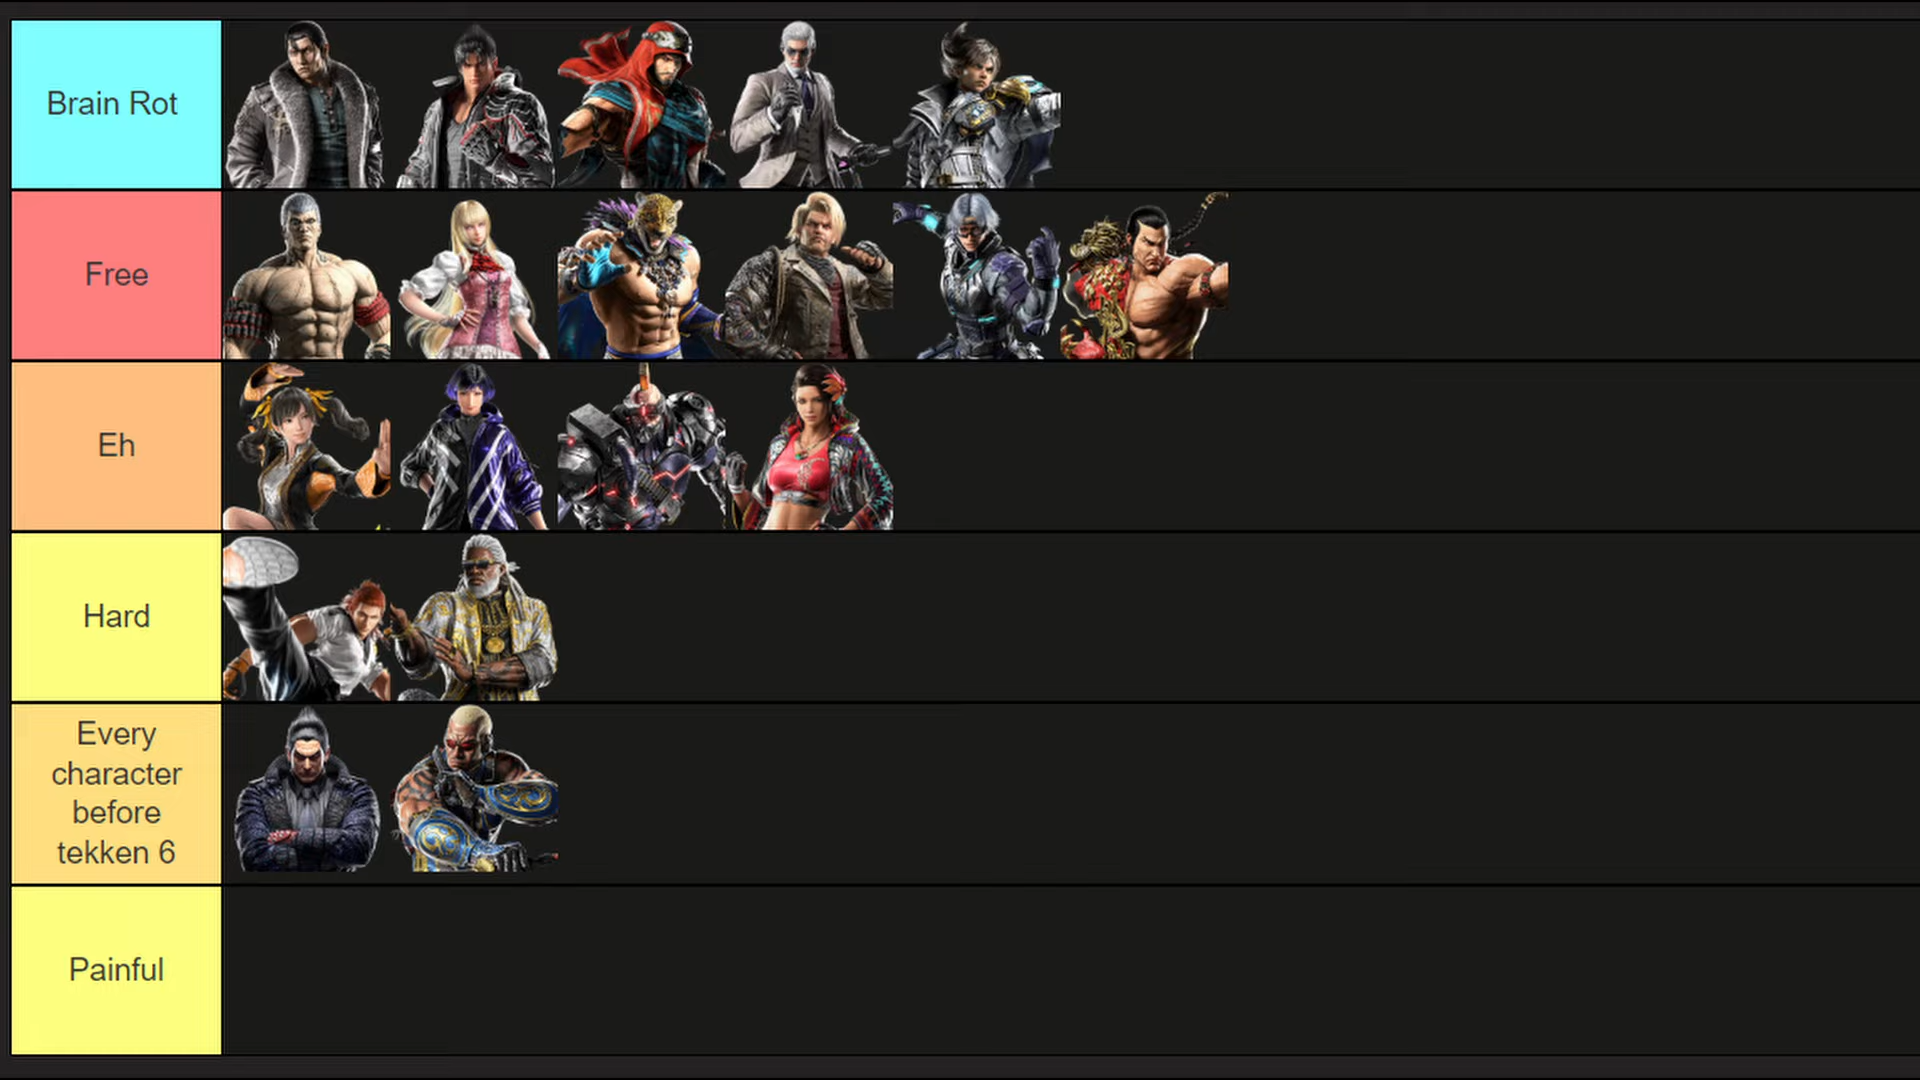 Brain Rot
Free
Eh
Hard
Every
character
before
tekken 6
Painful